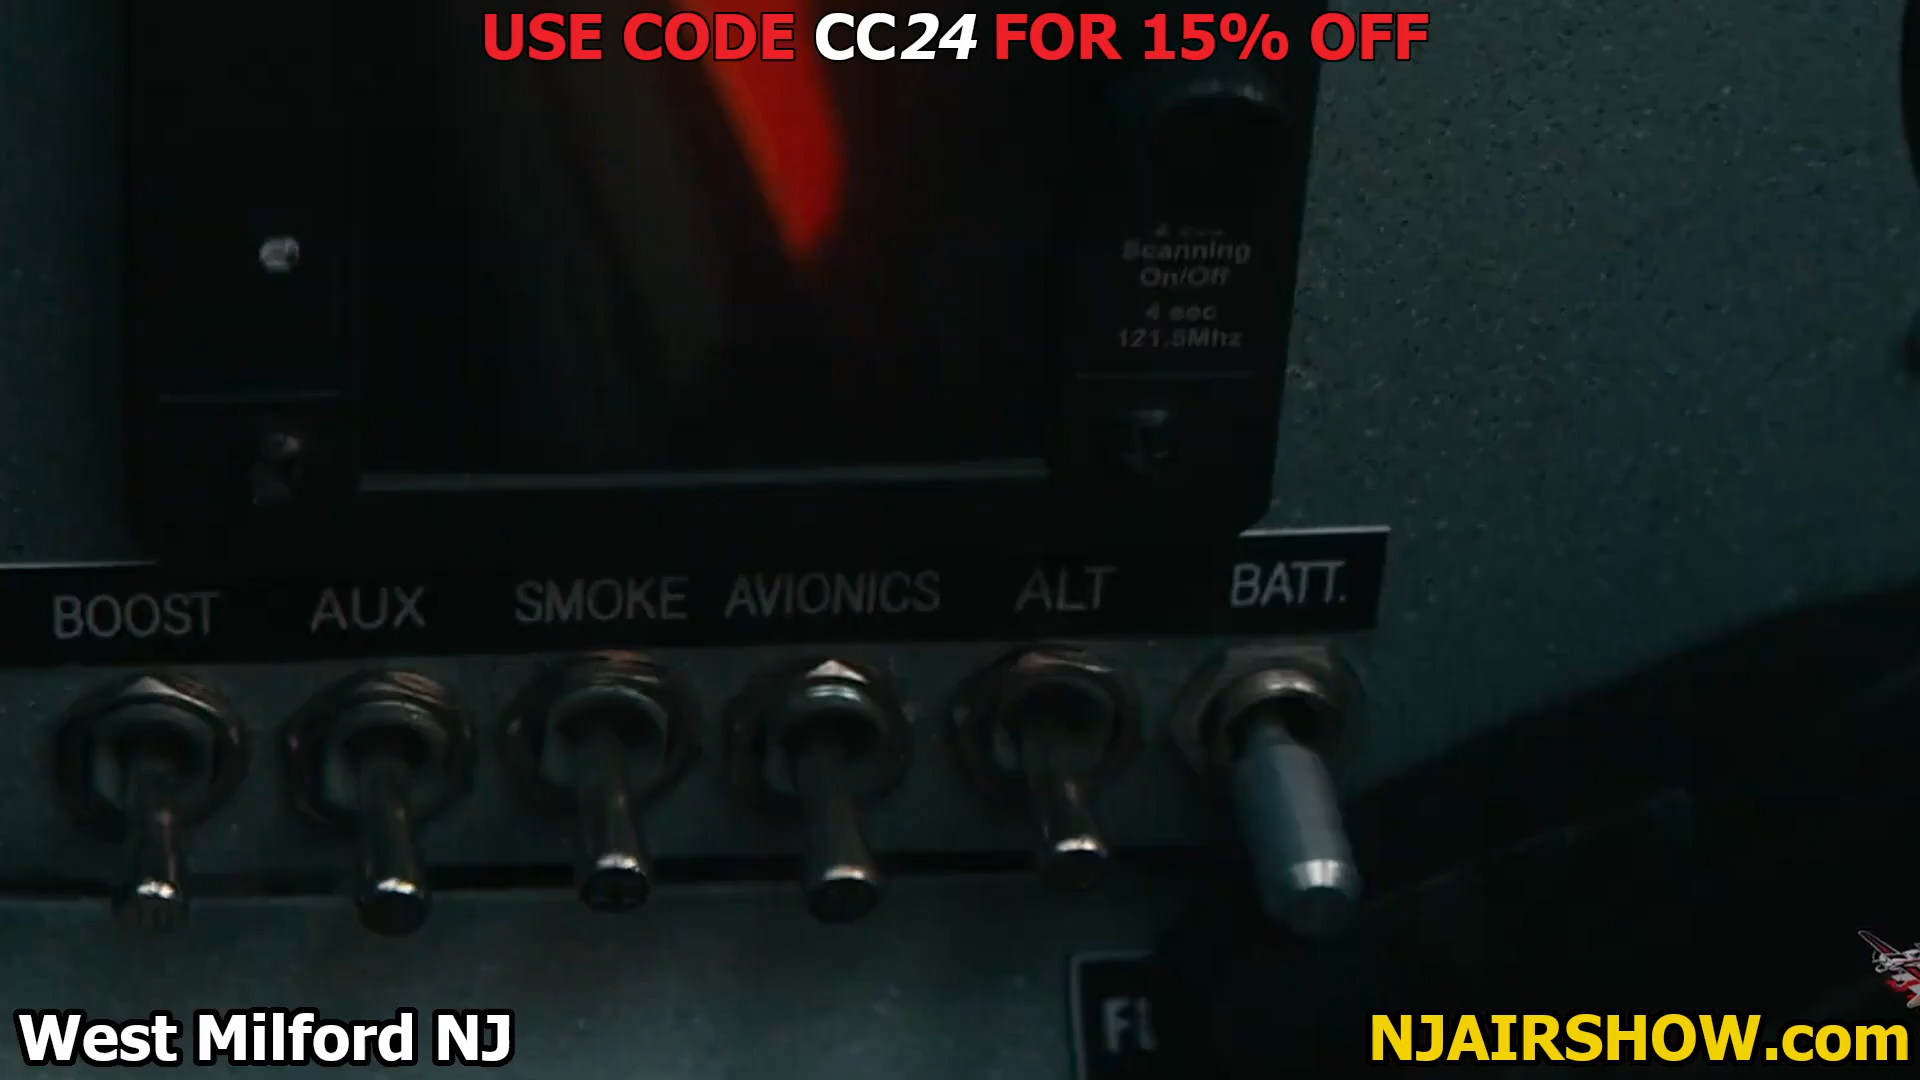 USE CODE CC24 FOR 15% OFF
Scanning
On/Off
4 sec
121.5Mhz
BOOST AUX SMOKE AVIONICS ALT BATT.
West Milford NJ
NJAIRSHOW.com